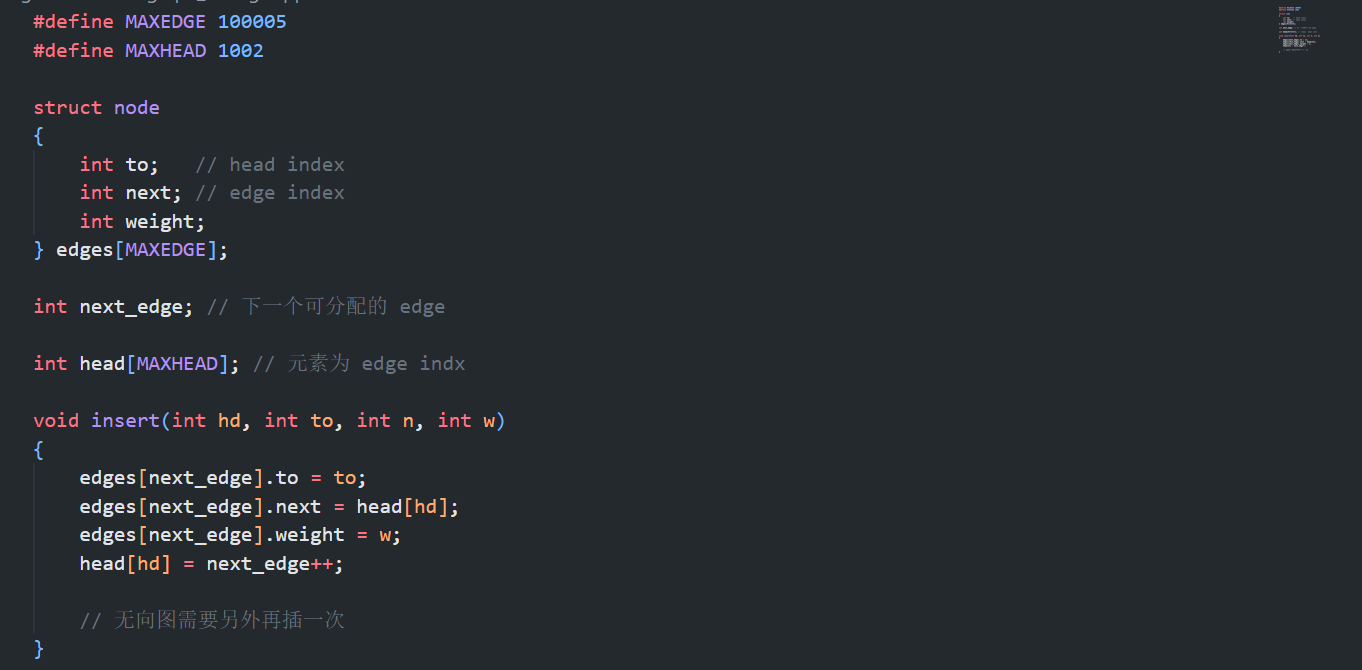 #define MAXEDGE 100005
#define MAXHEAD 1002
struct node
{
    int to;   // head index
    int next; // edge index
    int weight;
} edges[MAXEDGE];
int next_edge; // 下一个可分配的 edge
int head[MAXHEAD]; // 元素为 edge indx
void insert(int hd, int to, int n, int w)
{
    edges[next_edge].to = to;
    edges[next_edge].next = head[hd];
    edges[next_edge].weight = w;
    head[hd] = next_edge++;
    // 无向图需要另外再插一次
}